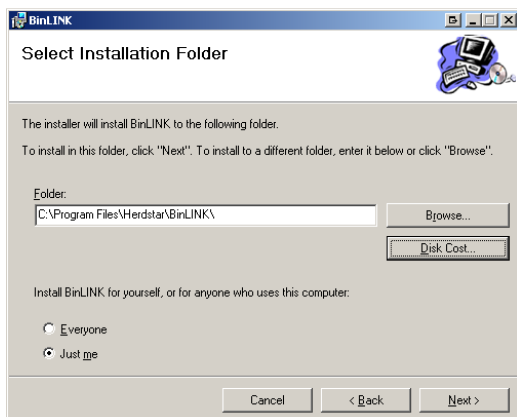 BinLINK
Select Installation Folder
The installer will install BinLINK to the following folder.
To install in this folder, click "Next". To install to a different folder, enter it below or click "Browse".
Folder:
C:\Program Files\Herdstar\BinLINK\
Browse...
Disk Cost...
Install BinLINK for yourself, or for anyone who uses this computer:
Everyone
Just me
Cancel
< Back
Next >